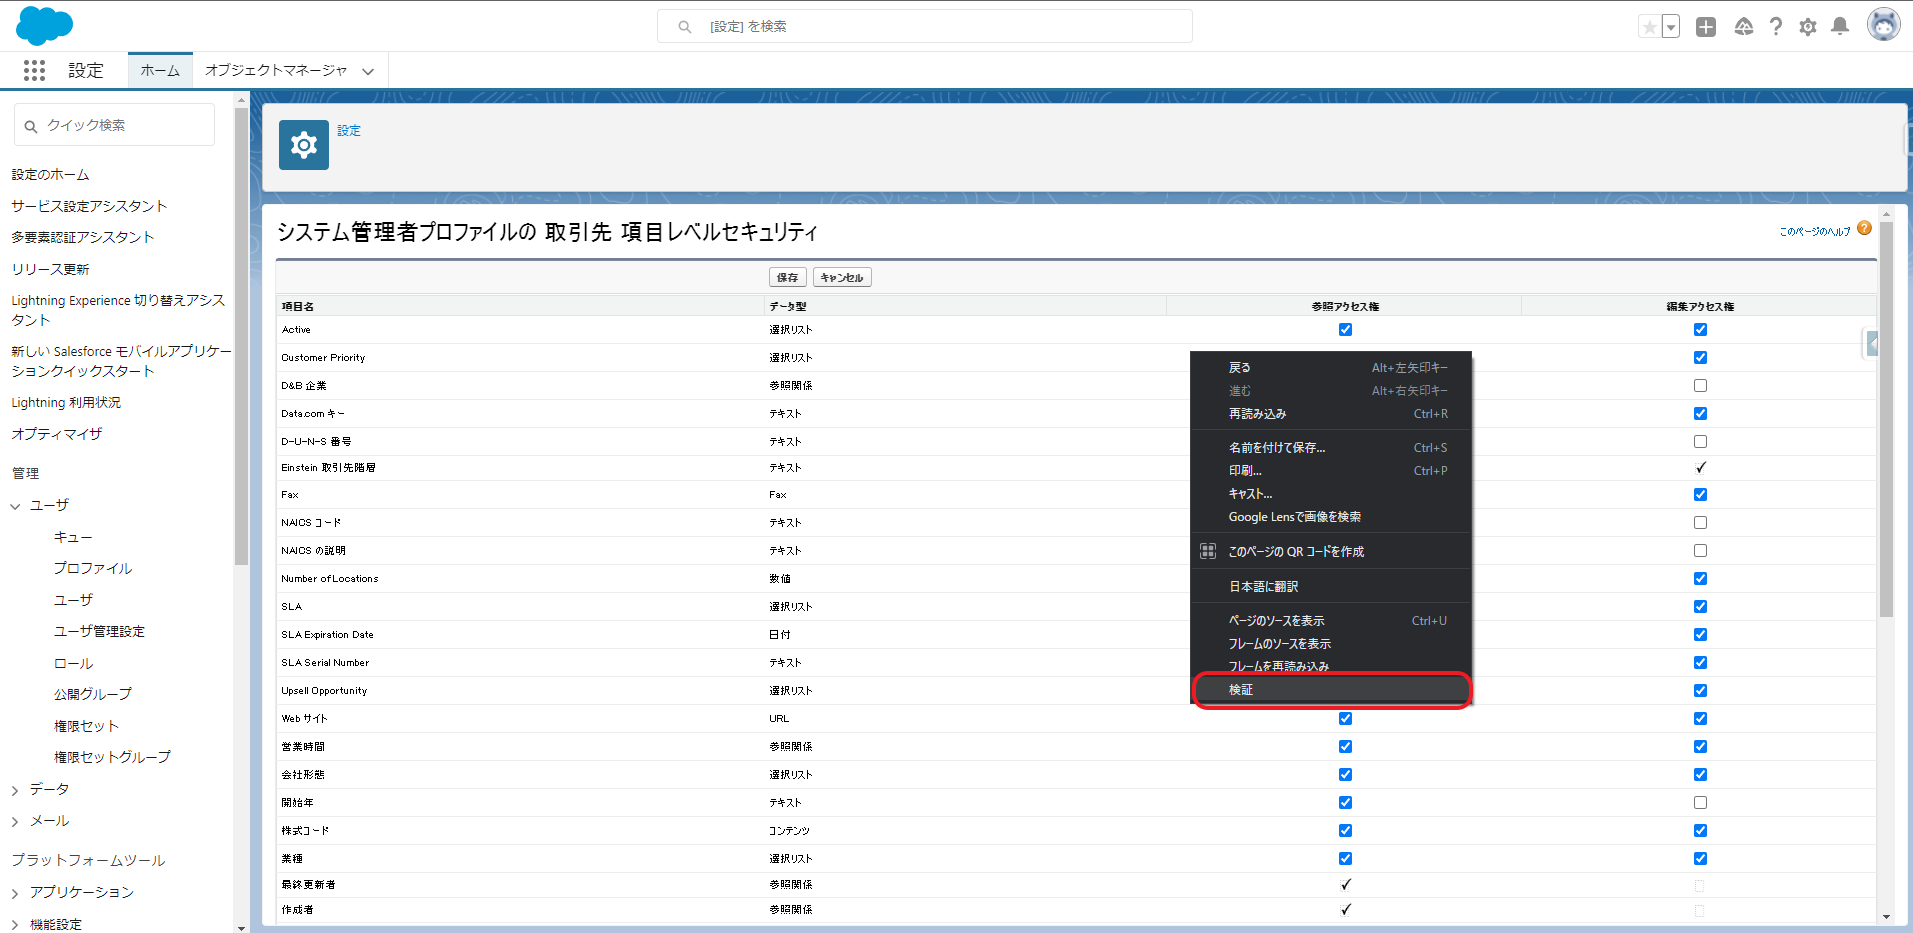 [設定] を検索
設定
ホーム
オブジェクトマネージャ
クイック検索
設定のホーム
サービス設定アシスタント
多要素認証アシスタント
リリース更新
Lightning Experience 切り替えアシス
タント
新しい Salesforce モバイルアプリケー
ションクイックスタート
Lightning 利用状況
オプティマイザ
管理
ユーザ
キュー
プロファイル
ユーザ
ユーザ管理設定
ロール
公開グループ
権限セット
権限セットグループ
データ
メール
プラットフォームツール
アプリケーション
機能設定
設定
システム管理者プロファイルの 取引先 項目レベルセキュリティ
このページのヘルプ ?
保存 キャンセル
項目名 データ型 参照アクセス権 編集アクセス権
Active 選択リスト
Customer Priority 選択リスト
D&B 企業 参照関係
Data.com キー テキスト
D-U-N-S 番号 テキスト
Einstein 取引先階層 テキスト
Fax Fax
NAICS コード テキスト
NAICS の説明 テキスト
Number of Locations 数値
SLA 選択リスト
SLA Expiration Date 日付
SLA Serial Number テキスト
Upsell Opportunity 選択リスト
Web サイト URL
営業時間 参照関係
会社形態 選択リスト
開始年 テキスト
株式コード コンテンツ
業種 選択リスト
最終更新者 参照関係
作成者 参照関係
戻る Alt+左矢印キー
進む Alt+右矢印キー
再読み込み Ctrl+R
名前を付けて保存... Ctrl+S
印刷... Ctrl+P
キャスト...
Google Lensで画像を検索
このページの QR コードを作成
日本語に翻訳
ページのソースを表示 Ctrl+U
フレームのソースを表示
フレームを再読み込み
検証